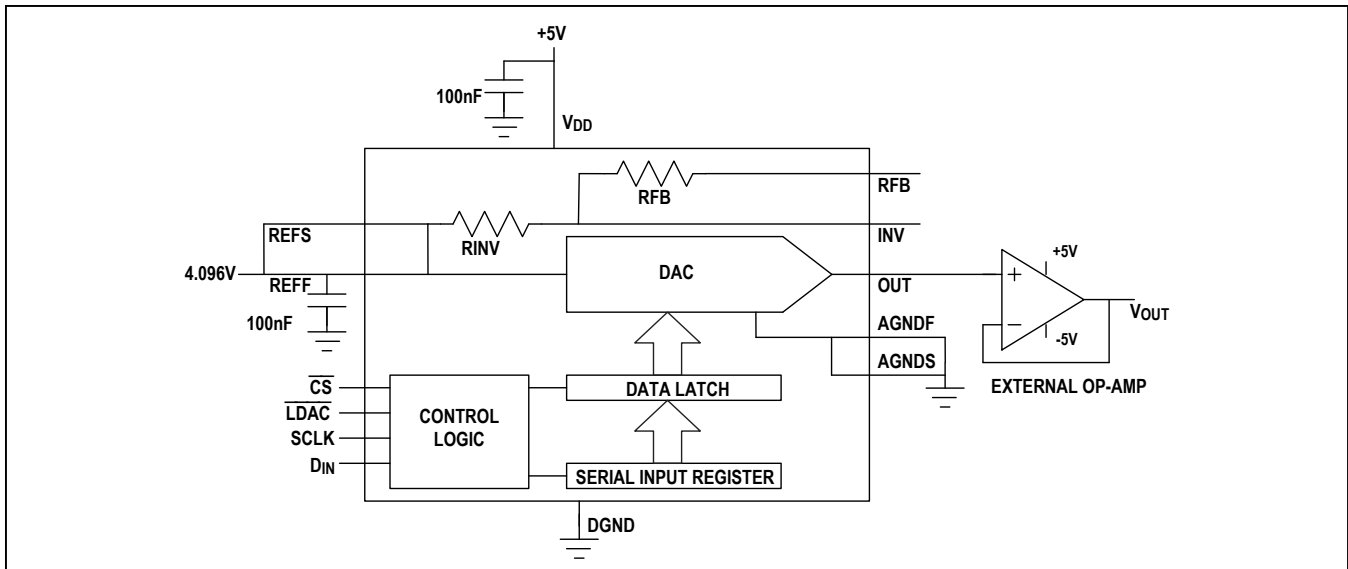 +5V
100nF
VDD
RFB
RFB
REFS
RINV
INV
4.096V
REFF
DAC
OUT
+5V
+
VOUT
100nF
AGNDF
−
-5V
AGNDS
EXTERNAL OP-AMP
CS
DATA LATCH
LDAC
CONTROL
LOGIC
SCLK
DIN
SERIAL INPUT REGISTER
DGND